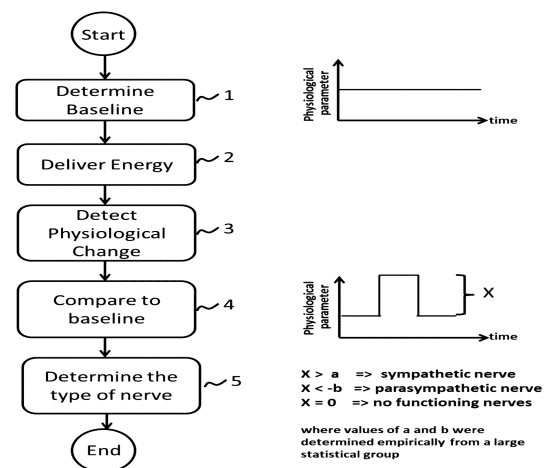 Start
Determine
Baseline
1
Deliver Energy
2
Detect
Physiological
Change
3
Compare to
baseline
4
Determine the
type of nerve
5
End
Physiological
parameter
time
Physiological
parameter
X
time
X > a => sympathetic nerve
X < -b => parasympathetic nerve
X = 0 => no functioning nerves
where values of a and b were
determined empirically from a large
statistical group